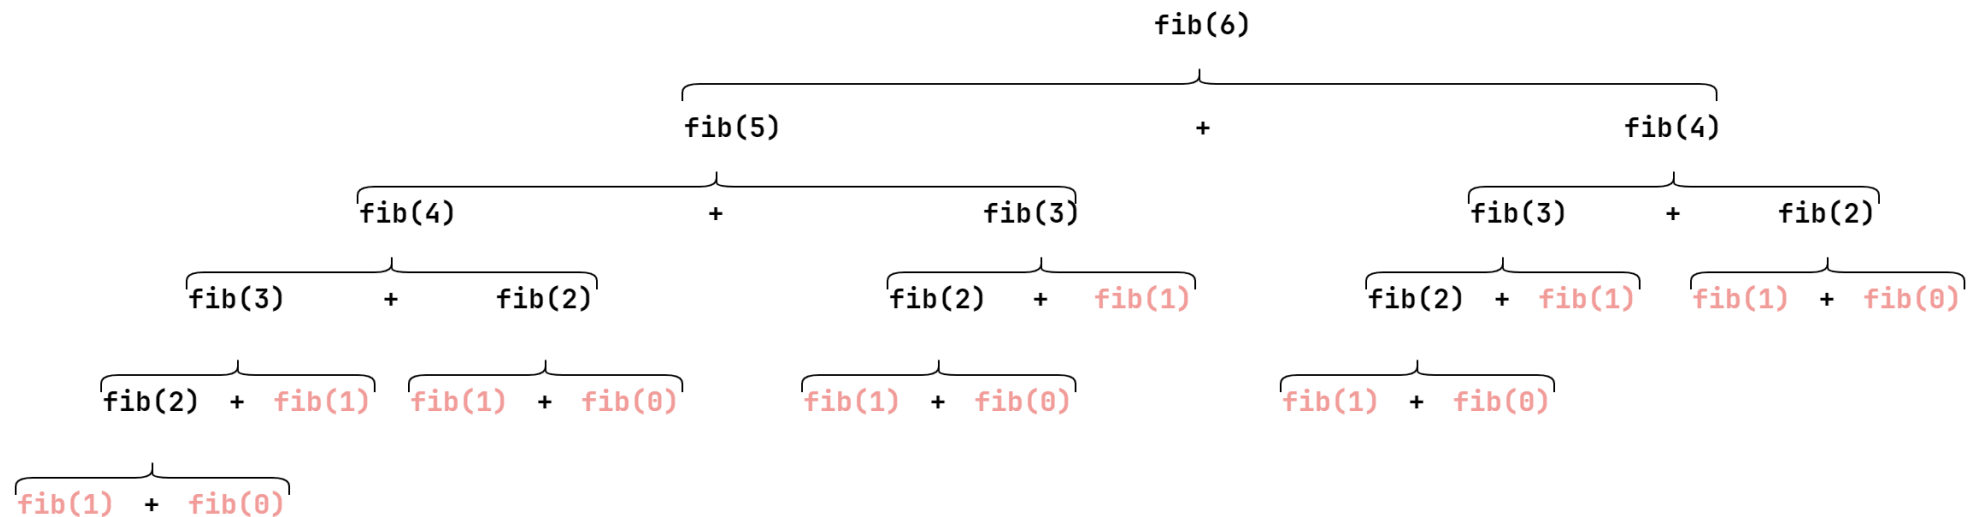 fib(6)
fib(5) + fib(4)
fib(4) + fib(3) fib(3) + fib(2)
fib(3) + fib(2) fib(2) + fib(1) fib(2) + fib(1) fib(1) + fib(0)
fib(2) + fib(1) fib(1) + fib(0) fib(1) + fib(0) fib(1) + fib(0)
fib(1) + fib(0)